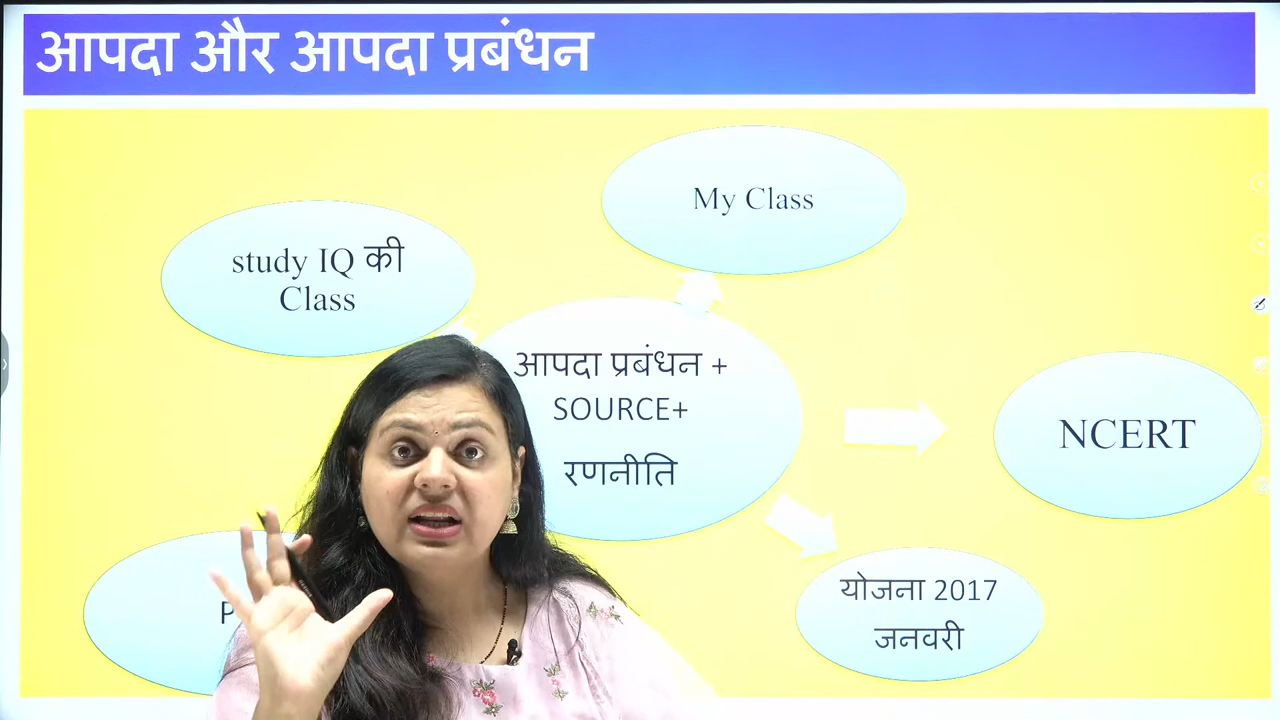 आपदा और आपदा प्रबंधन
My Class
study IQ की
Class
आपदा प्रबंधन +
SOURCE+
रणनीति
NCERT
योजना 2017
जनवरी